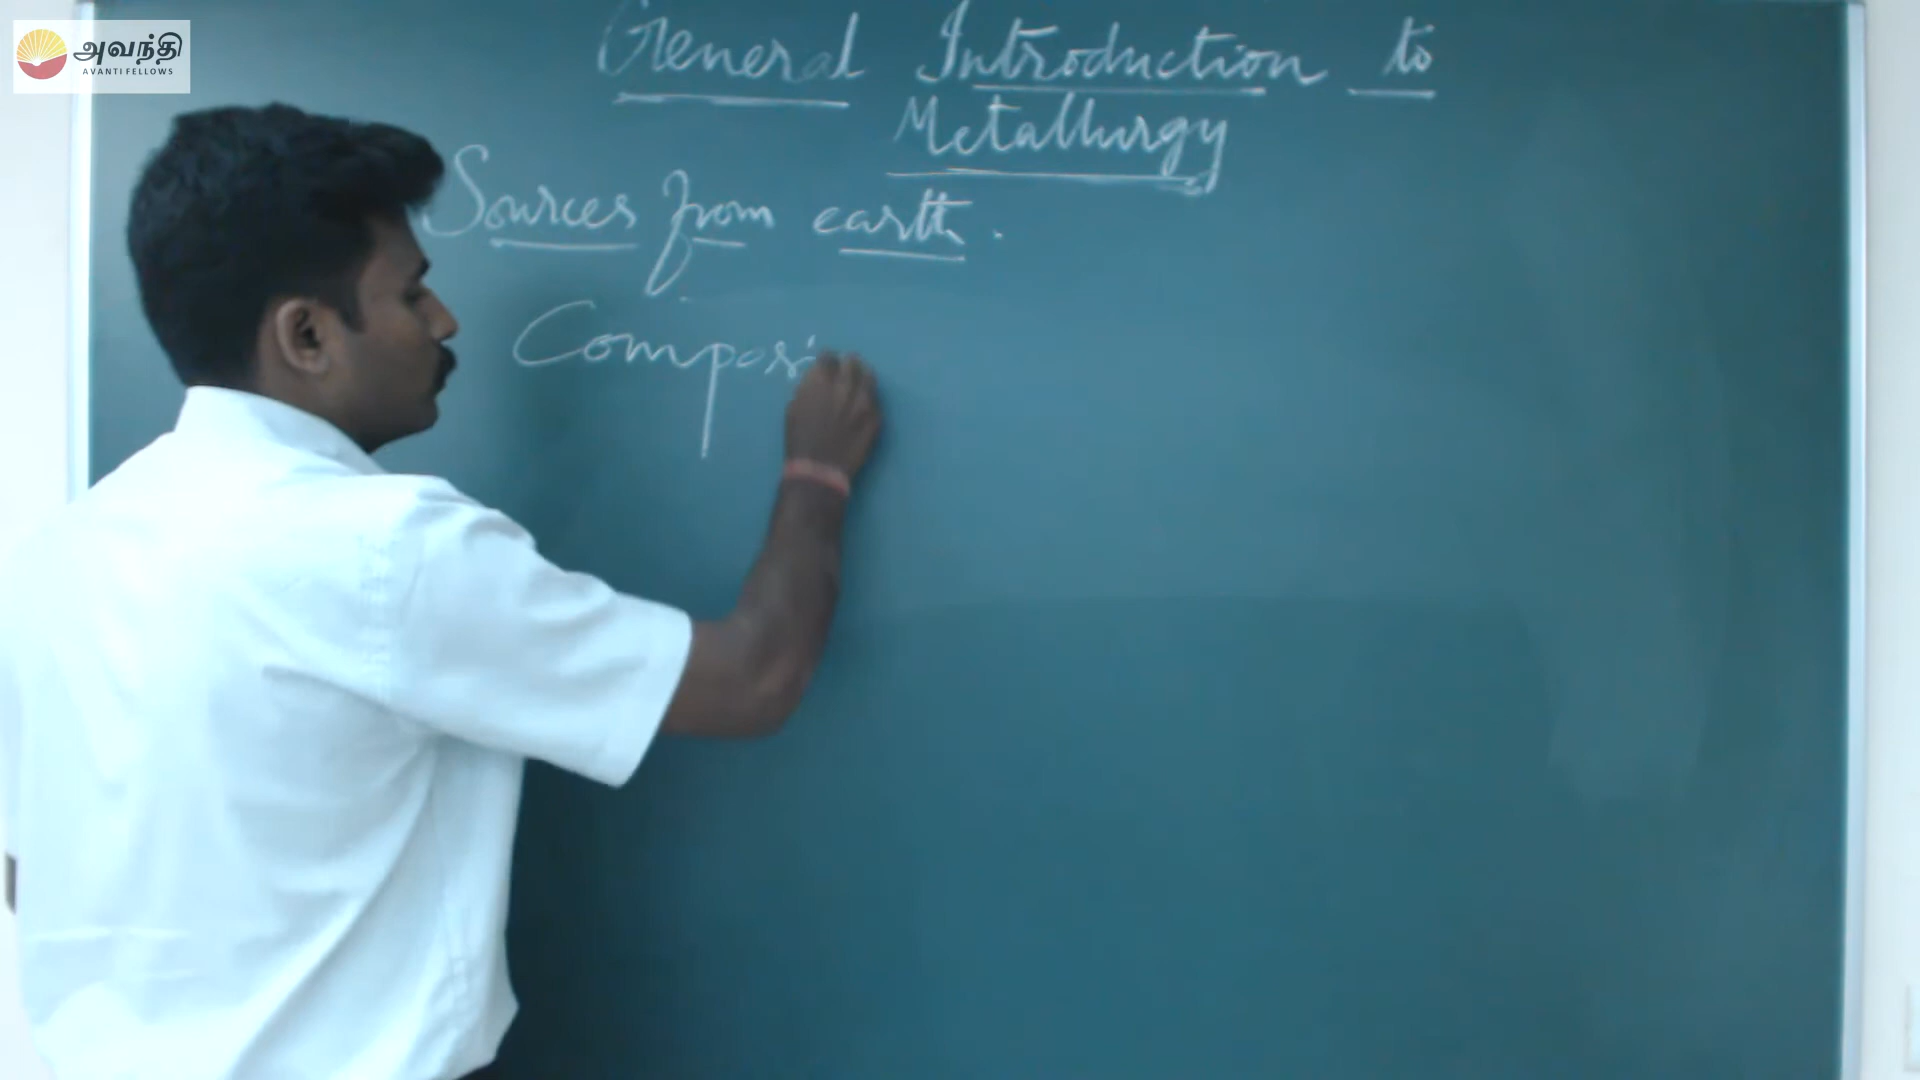 அவந்தி
AVANTI FELLOWS
General Introduction to
Metallurgy
Sources from earth.
Composi